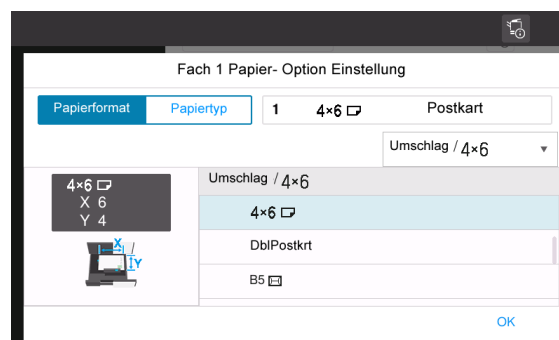 Fach 1 Papier- Option Einstellung
Papierformat Papiertyp 1 4×6 Postkart
Umschlag / 4×6
4×6
X 6
Y 4
X
Y
Umschlag / 4×6
4×6
DblPostkrt
B5
OK